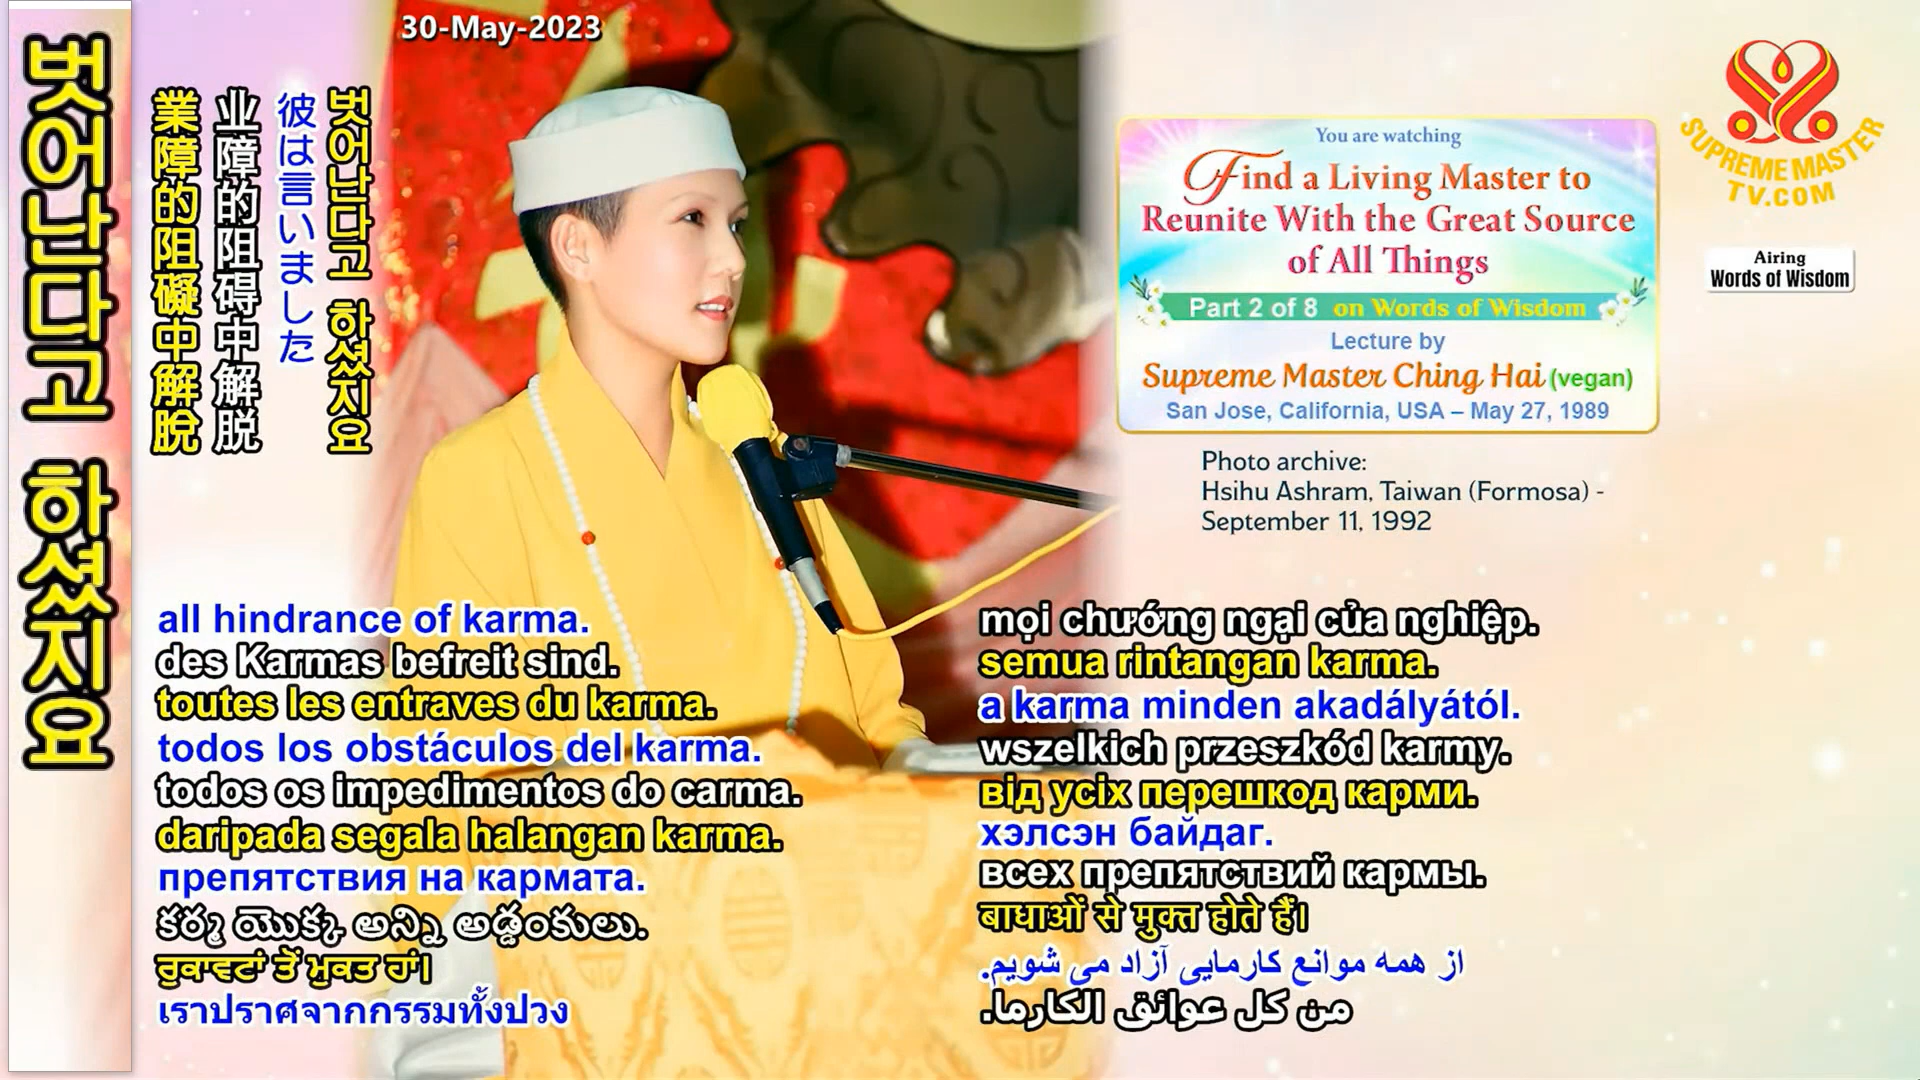 30-May-2023
벗어난다고 하셨지요
業障的阻礙中解脫
业障的阻碍中解脱
彼は言いました
벗어난다고 하셨지요
You are watching
Find a Living Master to
Reunite With the Great Source
of All Things
Part 2 of 8 on Words of Wisdom
Lecture by
Supreme Master Ching Hai (vegan)
San Jose, California, USA – May 27, 1989
Photo archive:
Hsihu Ashram, Taiwan (Formosa) -
September 11, 1992
SUPREME MASTER
TV.COM
Airing
Words of Wisdom
all hindrance of karma.
des Karmas befreit sind.
toutes les entraves du karma.
todos los obstáculos del karma.
todos os impedimentos do carma.
daripada segala halangan karma.
препятствия на кармата.
కర్మ యొక్క అన్ని అడ్డంకులు.
ਰੁਕਾਵਟਾਂ ਤੋਂ ਮੁਕਤ ਹਾਂ।
เราปราศจากกรรมทั้งปวง
mọi chướng ngại của nghiệp.
semua rintangan karma.
a karma minden akadályától.
wszelkich przeszkód karmy.
від усіх перешкод карми.
хэлсэн байдаг.
всех препятствий кармы.
बाधाओं से मुक्त होते हैं।
از همه موانع کارمایی آزاد می شویم.
من كل عوائق الكارما.